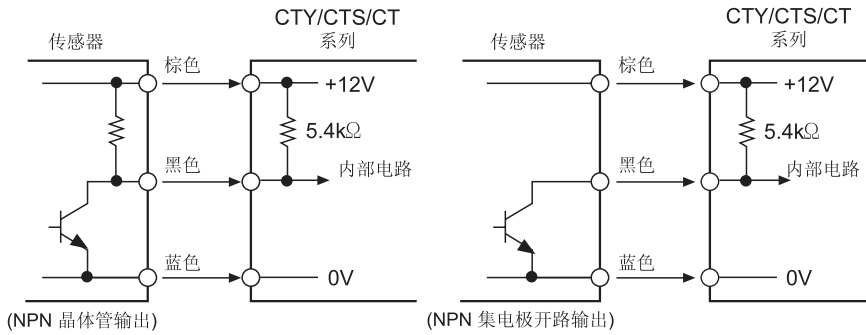 传感器
CTY/CTS/CT
系列
棕色
+12V
5.4kΩ
黑色
内部电路
蓝色
0V
(NPN 晶体管输出)
传感器
CTY/CTS/CT
系列
棕色
+12V
5.4kΩ
黑色
内部电路
蓝色
0V
(NPN 集电极开路输出)